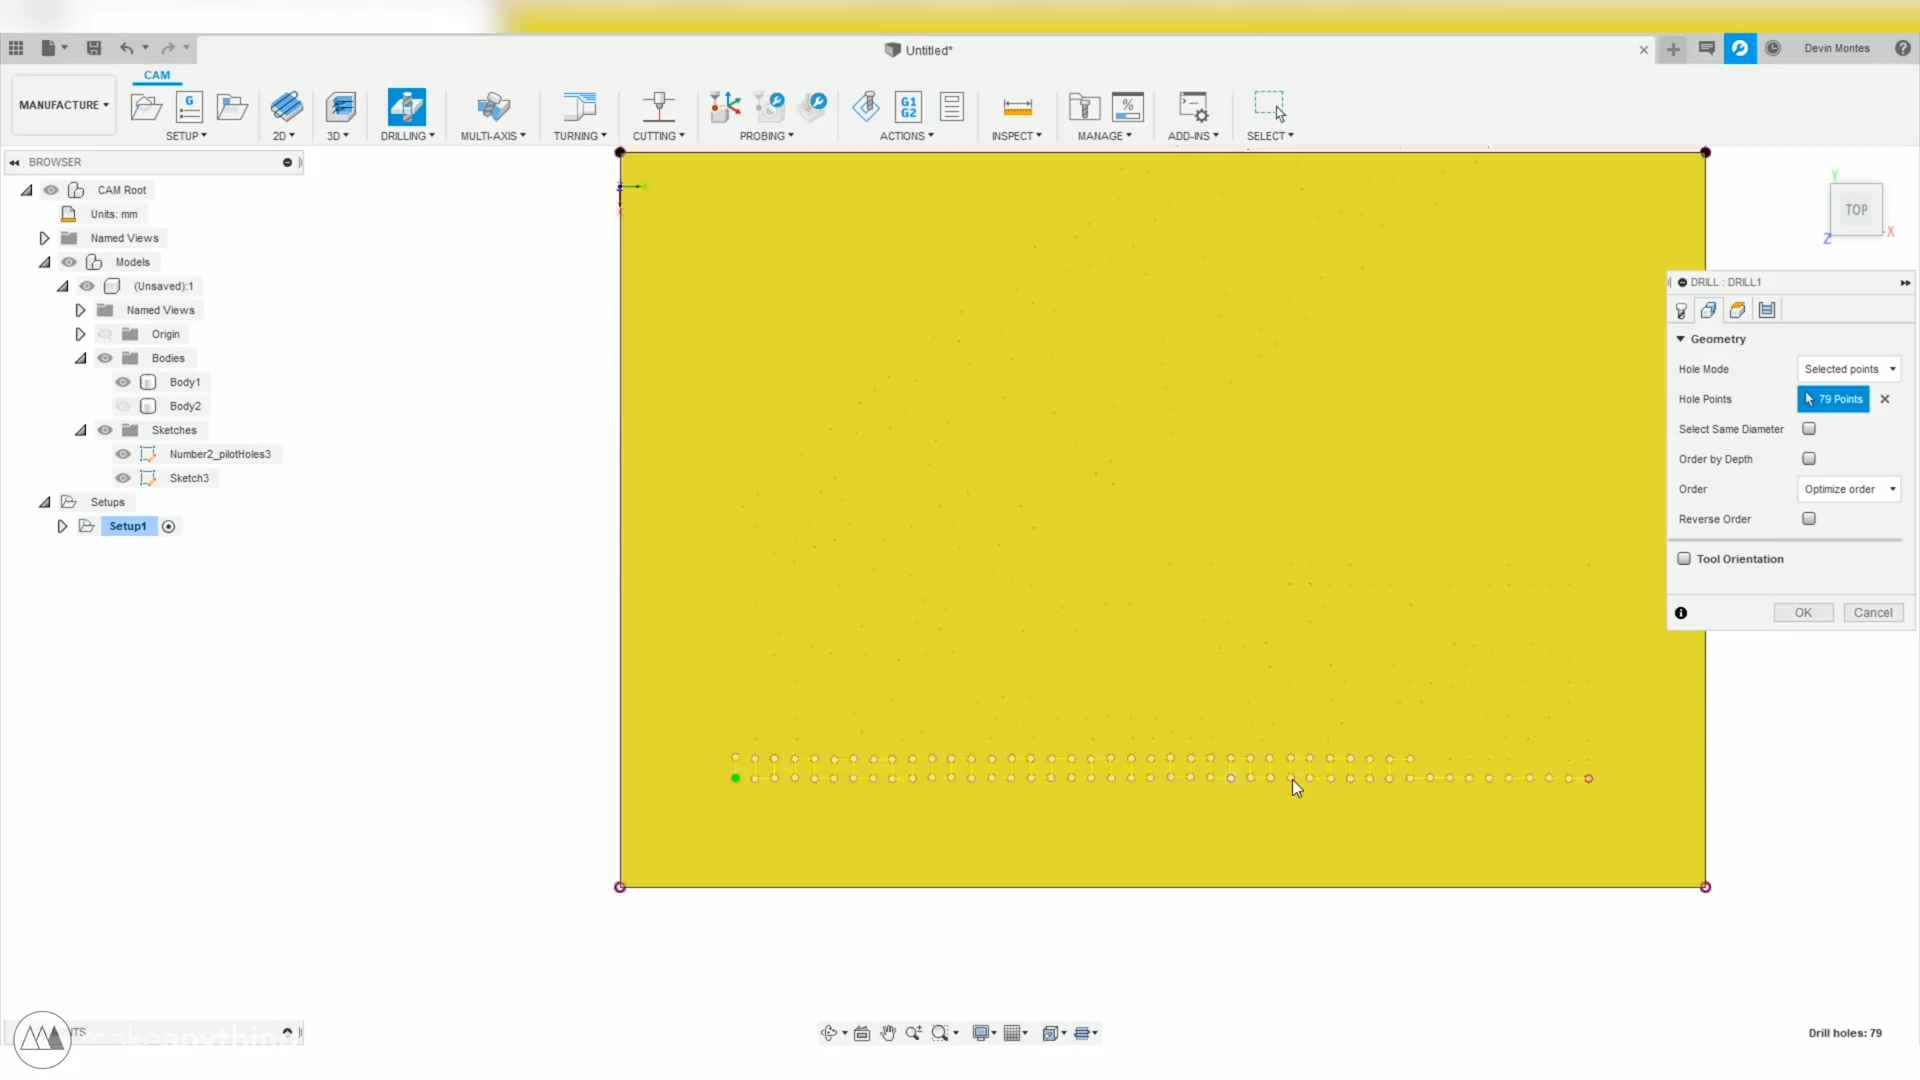 Untitled*
Devin Montes
CAM
MANUFACTURE
G
G1
G2
%
SETUP
2D
3D
DRILLING
MULTI-AXIS
TURNING
CUTTING
PROBING
ACTIONS
INSPECT
MANAGE
ADD-INS
SELECT
BROWSER
CAM Root
Units: mm
Named Views
Models
(Unsaved):1
Named Views
Origin
Bodies
Body1
Body2
Sketches
Number2_pilotHoles3
Sketch3
Setups
Setup1
Y
TOP
X
Z
X
DRILL : DRILL1
Geometry
Hole Mode
Selected points
Hole Points
79 Points
Select Same Diameter
Order by Depth
Order
Optimize order
Reverse Order
Tool Orientation
OK
Cancel
makeanything
Drill holes: 79